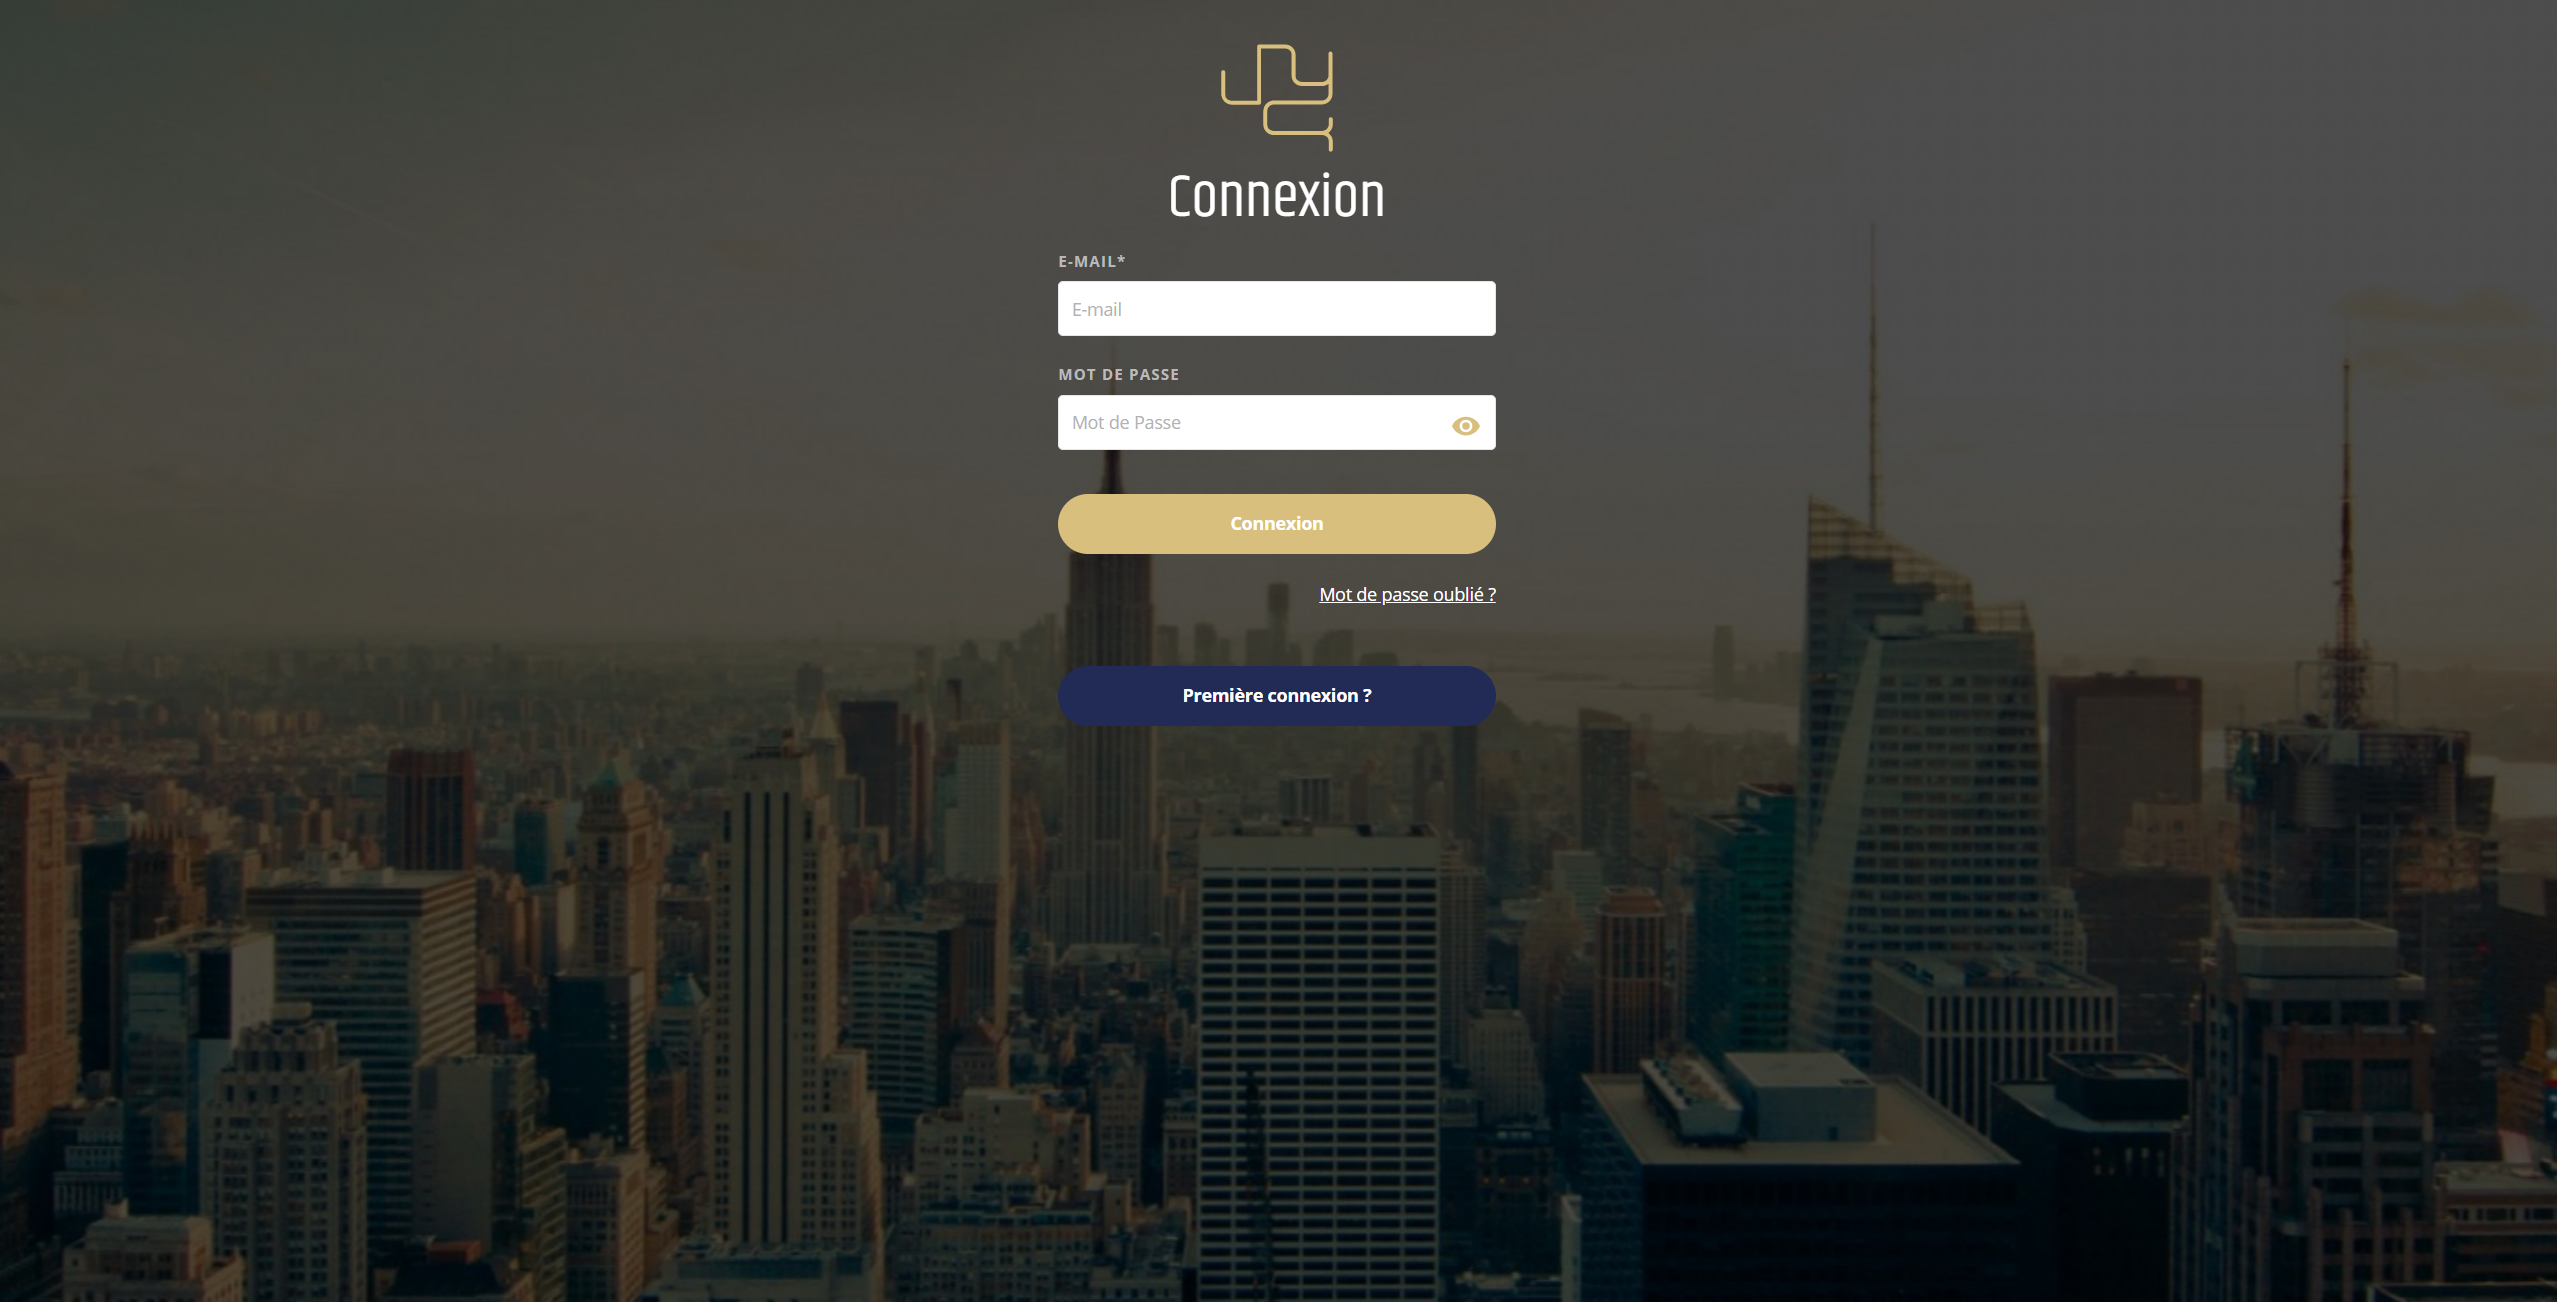 Connexion
E-MAIL*
E-mail
MOT DE PASSE
Mot de Passe
Connexion
Mot de passe oublié ?
Première connexion ?